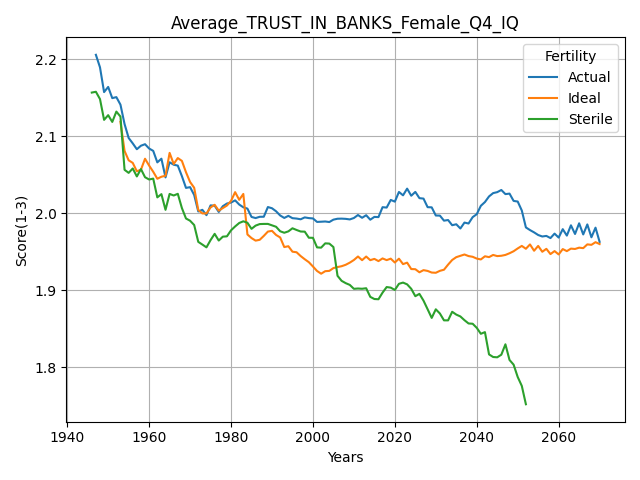 Average_TRUST_IN_BANKS_Female_Q4_IQ
Fertility
Actual
Ideal
Sterile
Score(1-3)
2.2
2.1
2.0
1.9
1.8
1940 1960 1980 2000 2020 2040 2060
Years